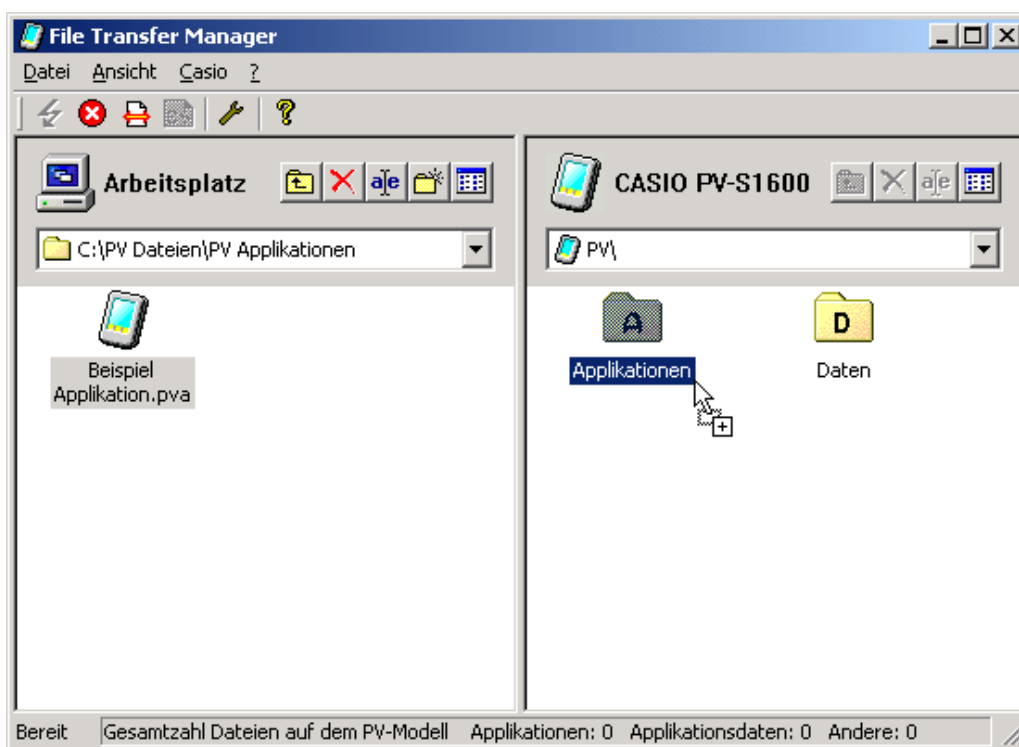 File Transfer Manager
Datei Ansicht Casio ?
Arbeitsplatz
C:\PV Dateien\PV Applikationen
Beispiel
Applikation.pva
CASIO PV-S1600
PV\
A
Applikationen
D
Daten
Bereit Gesamtzahl Dateien auf dem PV-Modell Applikationen: 0 Applikationsdaten: 0 Andere: 0